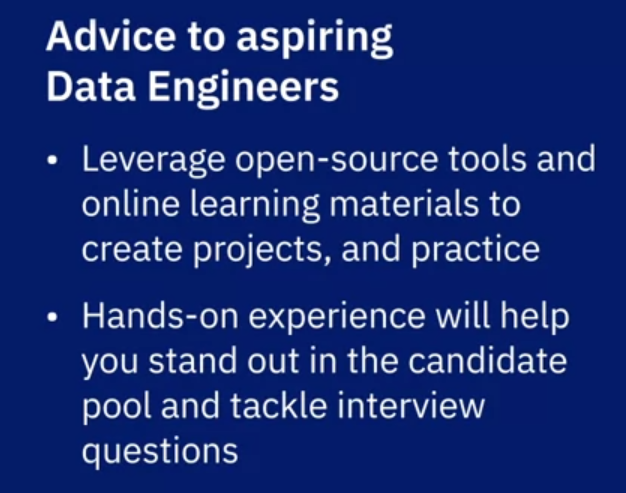 Advice to aspiring
Data Engineers
• Leverage open-source tools and
online learning materials to
create projects, and practice
• Hands-on experience will help
you stand out in the candidate
pool and tackle interview
questions